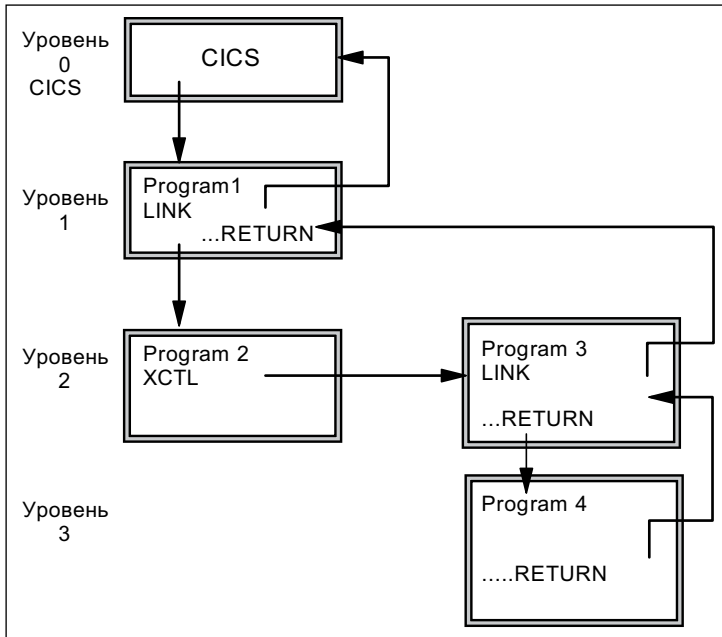 Уровень
0
CICS
CICS
Уровень
1
Program1
LINK
...RETURN
Уровень
2
Program 2
XCTL
Program 3
LINK
...RETURN
Уровень
3
Program 4
.....RETURN